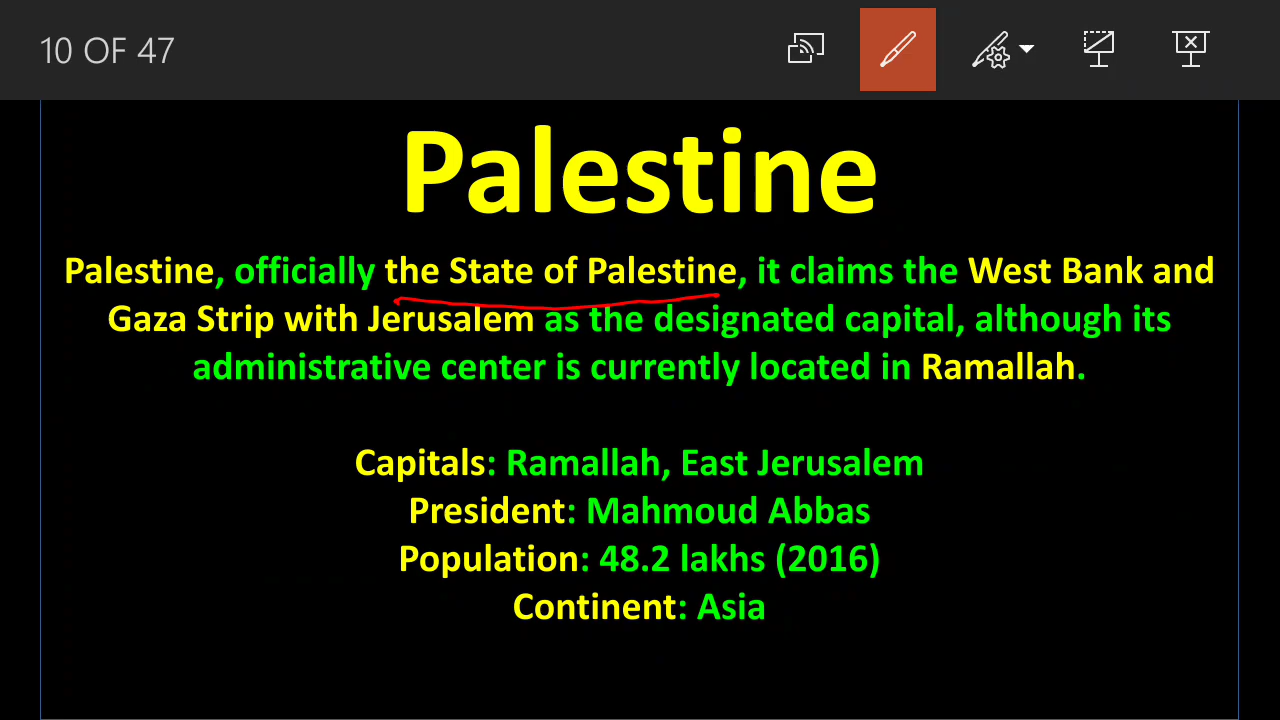 10 OF 47
Palestine
Palestine, officially the State of Palestine, it claims the West Bank and
Gaza Strip with Jerusalem as the designated capital, although its
administrative center is currently located in Ramallah.
Capitals: Ramallah, East Jerusalem
President: Mahmoud Abbas
Population: 48.2 lakhs (2016)
Continent: Asia